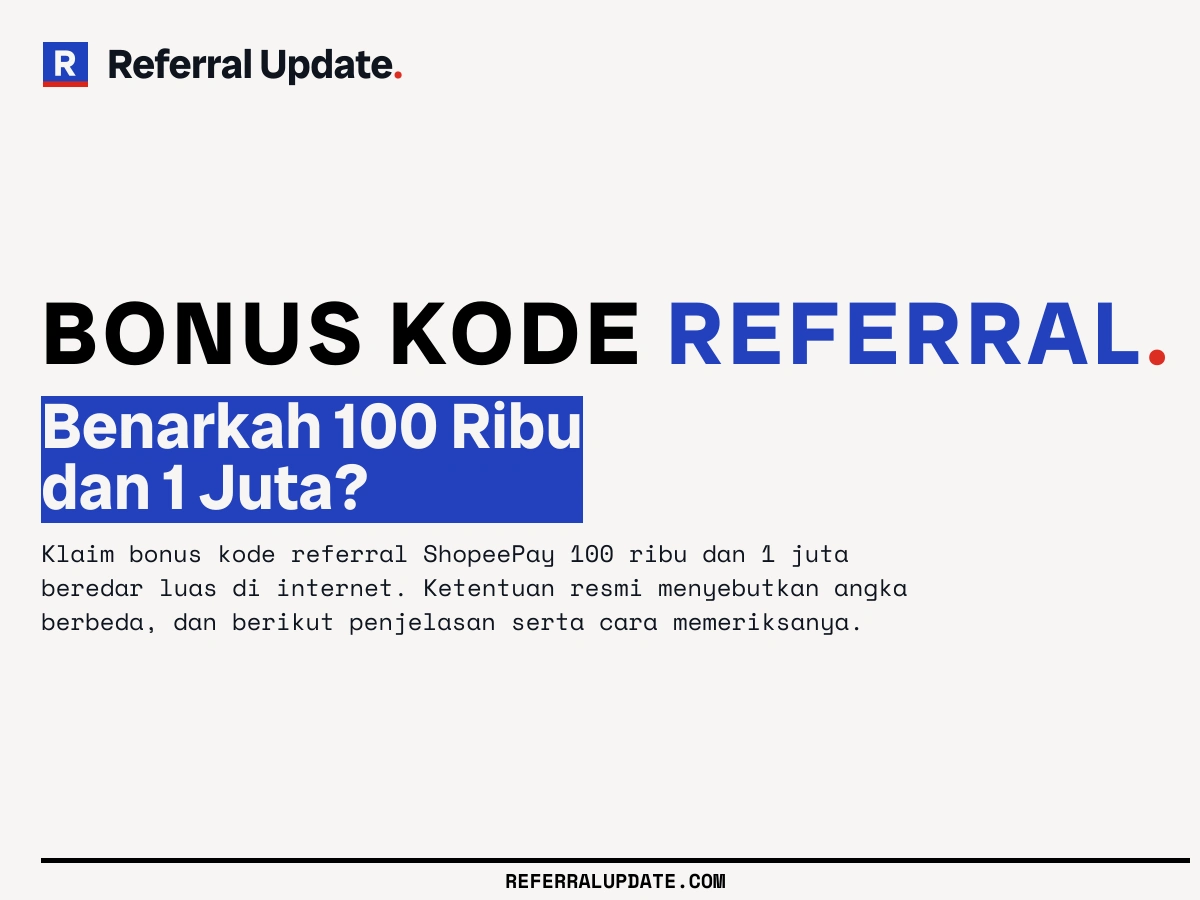 R Referral Update.
BONUS KODE REFERRAL.
Benarkah 100 Ribu
dan 1 Juta?
Klaim bonus kode referral ShopeePay 100 ribu dan 1 juta
beredar luas di internet. Ketentuan resmi menyebutkan angka
berbeda, dan berikut penjelasan serta cara memeriksanya.
REFERRALUPDATE.COM